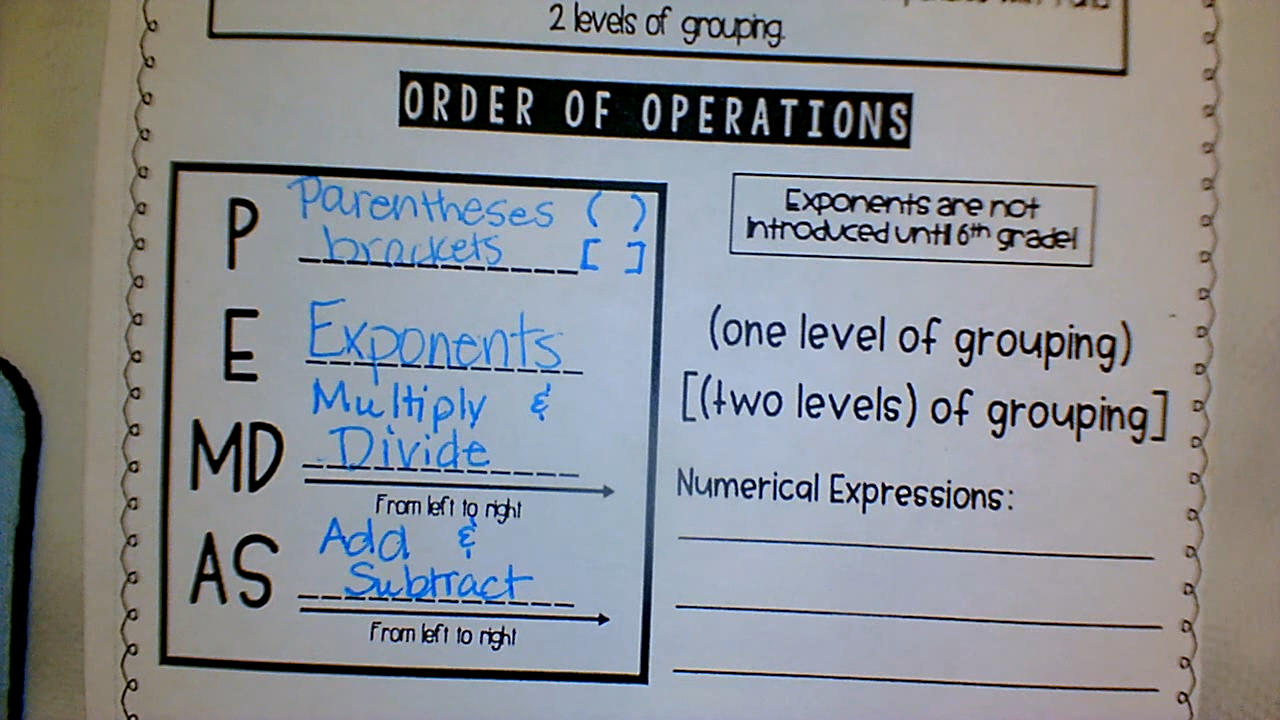 2 levels of grouping.
ORDER OF OPERATIONS
P
Parentheses ( )
brackets [ ]
E
Exponents
MD
Multiply &
Divide
From left to right
AS
Add &
Subtract
From left to right
Exponents are not
introduced until 6th grade!
(one level of grouping)
[(two levels) of grouping]
Numerical Expressions: